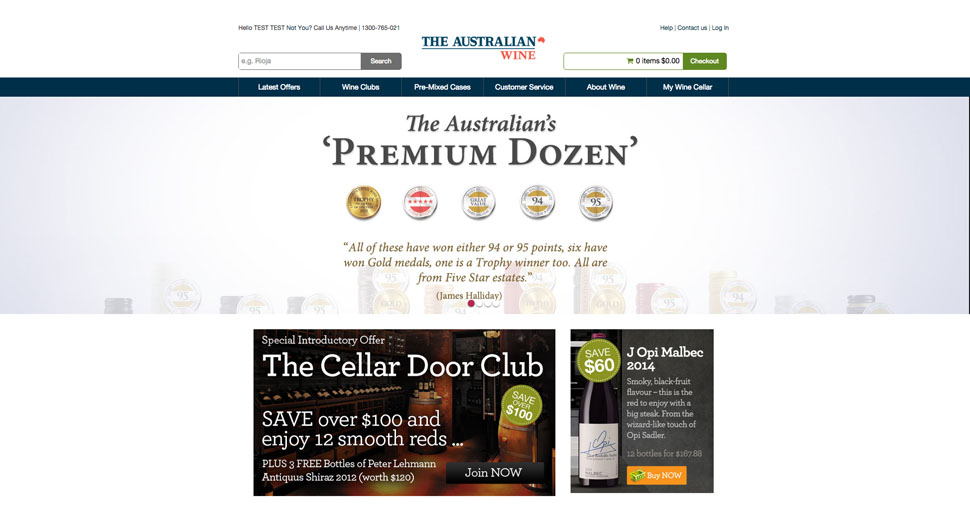 Hello TEST TEST Not You? Call Us Anytime | 1300-765-021
Help | Contact us | Log In
THE AUSTRALIAN
WINE
e.g. Rioja
Search
0 items $0.00
Checkout
Latest Offers
Wine Clubs
Pre-Mixed Cases
Customer Service
About Wine
My Wine Cellar
The Australian's
‘PREMIUM DOZEN’
TROPHY
GREAT
VALUE
94
95
“All of these have won either 94 or 95 points, six have
won Gold medals, one is a Trophy winner too. All are
from Five Star estates.”
(James Halliday)
Special Introductory Offer
The Cellar Door Club
SAVE
OVER
$100
SAVE over $100 and
enjoy 12 smooth reds ...
PLUS 3 FREE Bottles of Peter Lehmann
Antiquus Shiraz 2012 (worth $120)
Join NOW
SAVE
$60
J Opi Malbec
2014
Smoky, black-fruit
flavour – this is the
red to enjoy with a
big steak. From the
wizard-like touch of
Opi Sadler.
12 bottles for $167.88
Buy NOW
J.Opi
MALBEC